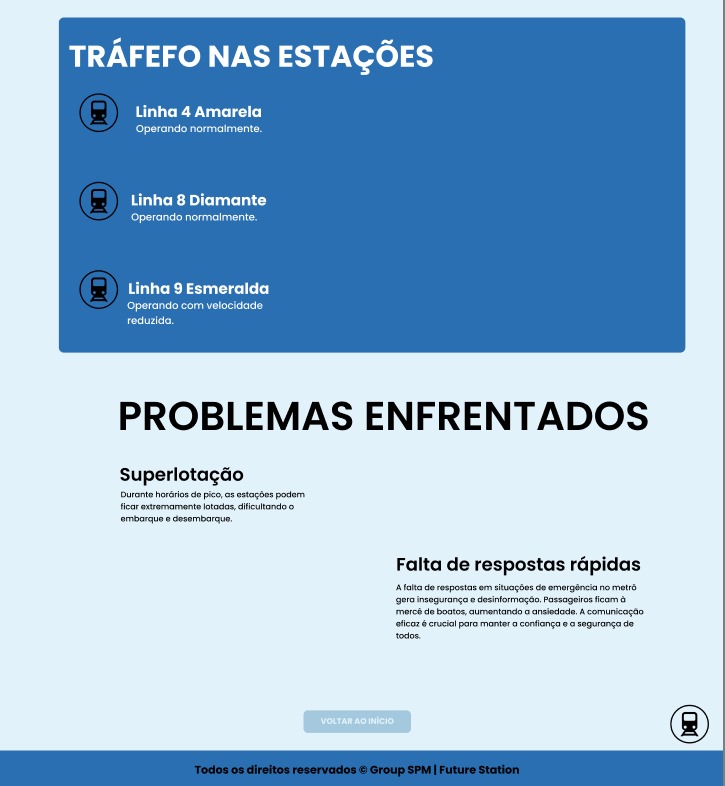 TRÁFEFO NAS ESTAÇÕES
Linha 4 Amarela
Operando normalmente.
Linha 8 Diamante
Operando normalmente.
Linha 9 Esmeralda
Operando com velocidade
reduzida.
PROBLEMAS ENFRENTADOS
Superlotação
Durante horários de pico, as estações podem
ficar extremamente lotadas, dificultando o
embarque e desembarque.
Falta de respostas rápidas
A falta de respostas em situações de emergência no metrô
gera insegurança e desinformação. Passageiros ficam à
mercê de boatos, aumentando a ansiedade. A comunicação
eficaz é crucial para manter a confiança e a segurança de
todos.
VOLTAR AO INÍCIO
Todos os direitos reservados © Group SPM | Future Station